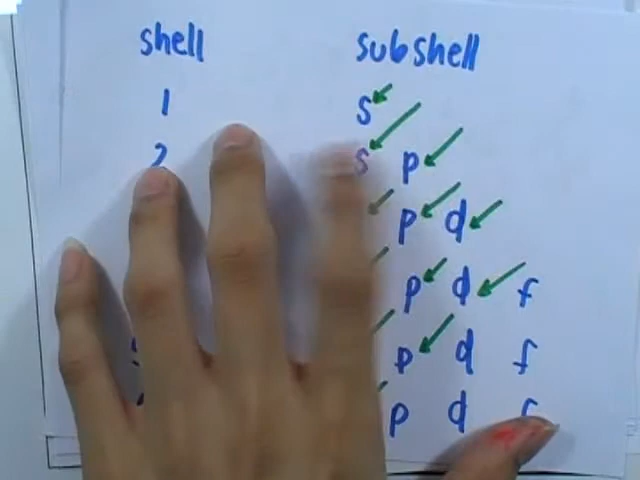 shell subshell
1 s
2 s p
p d
p d f
p d f
p d f